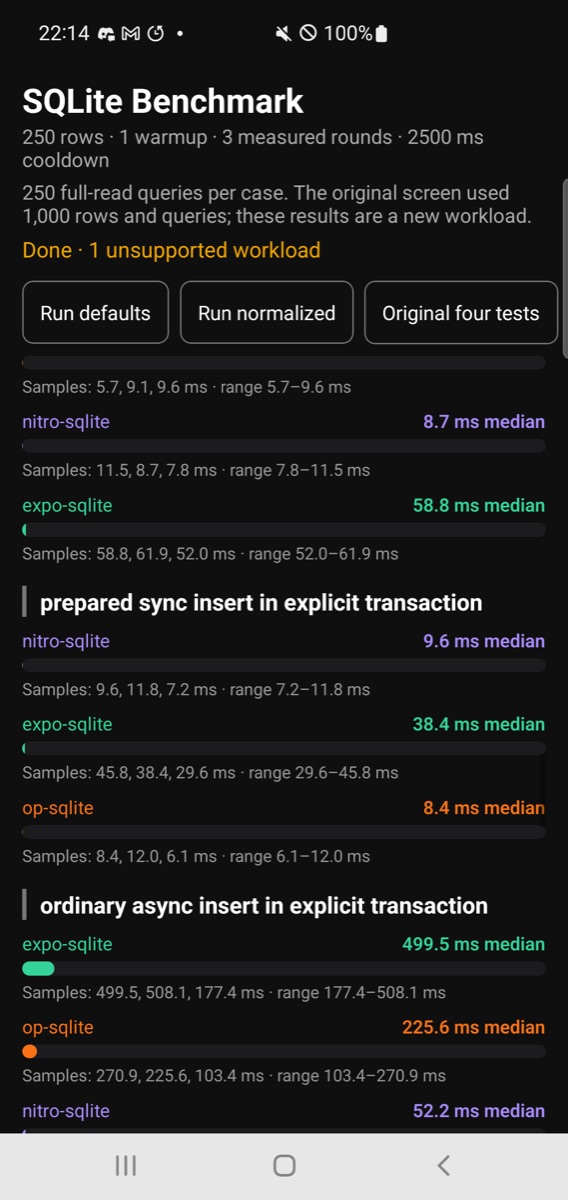 22:14
100%
SQLite Benchmark
250 rows · 1 warmup · 3 measured rounds · 2500 ms
cooldown
250 full-read queries per case. The original screen used
1,000 rows and queries; these results are a new workload.
Done · 1 unsupported workload
Run defaults
Run normalized
Original four tests
Samples: 5.7, 9.1, 9.6 ms · range 5.7–9.6 ms
nitro-sqlite
8.7 ms median
Samples: 11.5, 8.7, 7.8 ms · range 7.8–11.5 ms
expo-sqlite
58.8 ms median
Samples: 58.8, 61.9, 52.0 ms · range 52.0–61.9 ms
prepared sync insert in explicit transaction
nitro-sqlite
9.6 ms median
Samples: 9.6, 11.8, 7.2 ms · range 7.2–11.8 ms
expo-sqlite
38.4 ms median
Samples: 45.8, 38.4, 29.6 ms · range 29.6–45.8 ms
op-sqlite
8.4 ms median
Samples: 8.4, 12.0, 6.1 ms · range 6.1–12.0 ms
ordinary async insert in explicit transaction
expo-sqlite
499.5 ms median
Samples: 499.5, 508.1, 177.4 ms · range 177.4–508.1 ms
op-sqlite
225.6 ms median
Samples: 270.9, 225.6, 103.4 ms · range 103.4–270.9 ms
nitro-sqlite
52.2 ms median